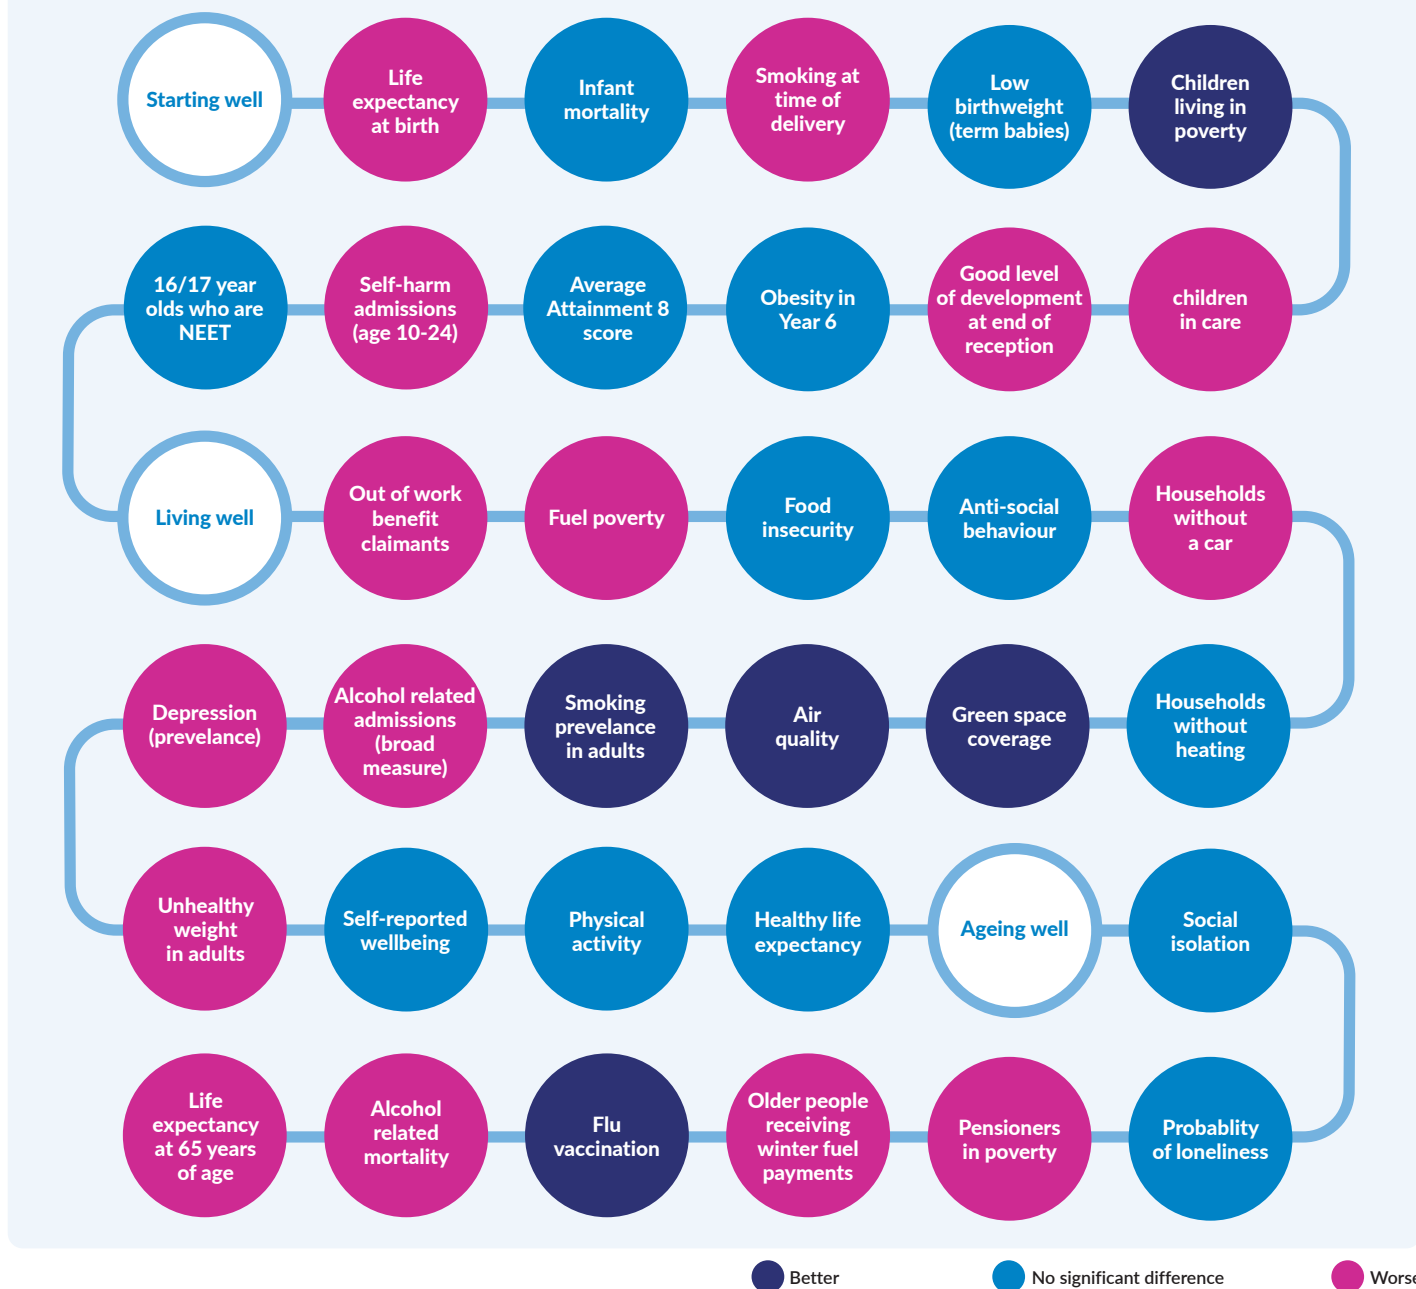 Starting well
Life
expectancy
at birth
Infant
mortality
Smoking at
time of
delivery
Low
birthweight
(term babies)
Children
living in
poverty
16/17 year
olds who are
NEET
Self-harm
admissions
(age 10-24)
Average
Attainment 8
score
Obesity in
Year 6
Good level
of development
at end of
reception
children
in care
Living well
Out of work
benefit
claimants
Fuel poverty
Food
insecurity
Anti-social
behaviour
Households
without
a car
Depression
(prevelance)
Alcohol related
admissions
(broad
measure)
Smoking
prevelance
in adults
Air
quality
Green space
coverage
Households
without
heating
Unhealthy
weight
in adults
Self-reported
wellbeing
Physical
activity
Healthy life
expectancy
Ageing well
Social
isolation
Life
expectancy
at 65 years
of age
Alcohol
related
mortality
Flu
vaccination
Older people
receiving
winter fuel
payments
Pensioners
in poverty
Probablity
of loneliness
Better
No significant difference
Worse